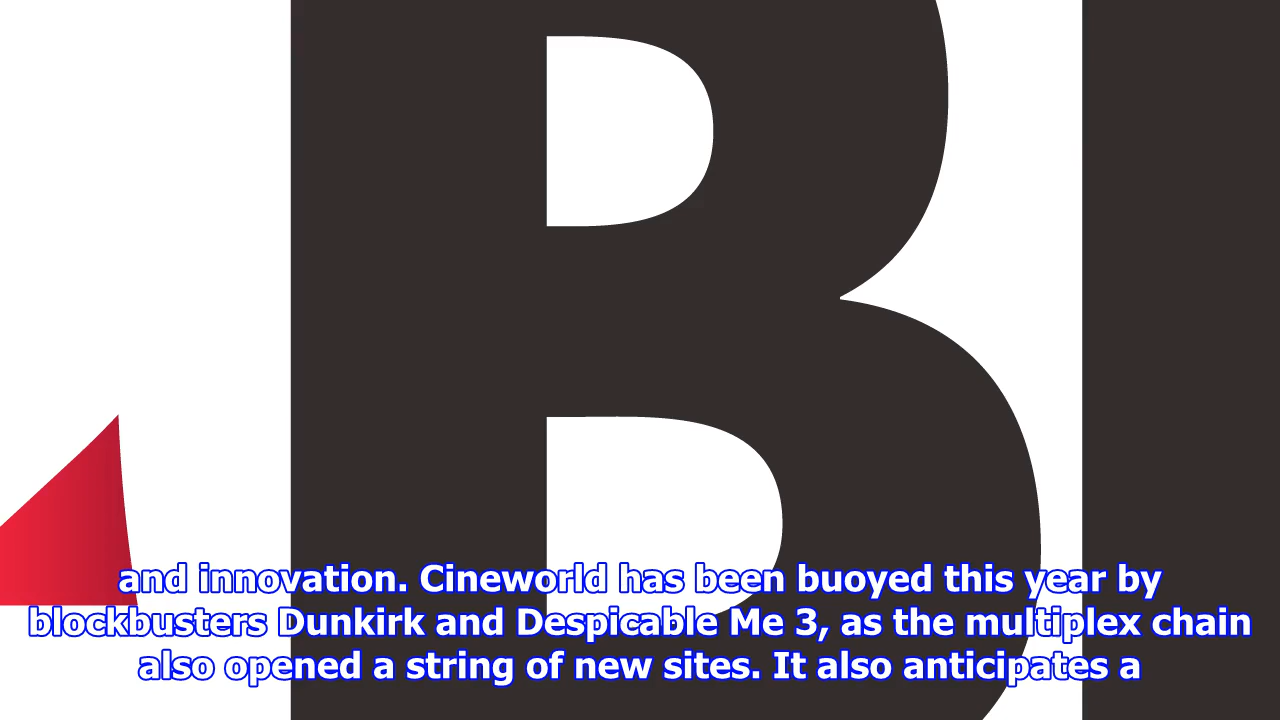 B
and innovation. Cineworld has been buoyed this year by
blockbusters Dunkirk and Despicable Me 3, as the multiplex chain
also opened a string of new sites. It also anticipates a